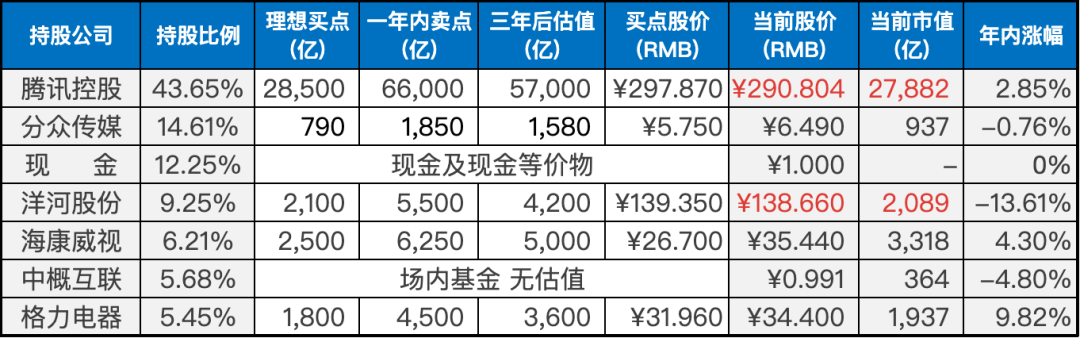 持股公司 持股比例 理想买点(亿) 一年内卖点(亿) 三年后估值(亿) 买点股价(RMB) 当前股价(RMB) 当前市值(亿) 年内涨幅
腾讯控股 43.65% 28,500 66,000 57,000 ¥297.870 ¥290.804 27,882 2.85%
分众传媒 14.61% 790 1,850 1,580 ¥5.750 ¥6.490 937 –0.76%
现 金 12.25% 现金及现金等价物 ¥1.000 – 0%
洋河股份 9.25% 2,100 5,500 4,200 ¥139.350 ¥138.660 2,089 –13.61%
海康威视 6.21% 2,500 6,250 5,000 ¥26.700 ¥35.440 3,318 4.30%
中概互联 5.68% 场内基金 无估值 ¥0.991 364 –4.80%
格力电器 5.45% 1,800 4,500 3,600 ¥31.960 ¥34.400 1,937 9.82%